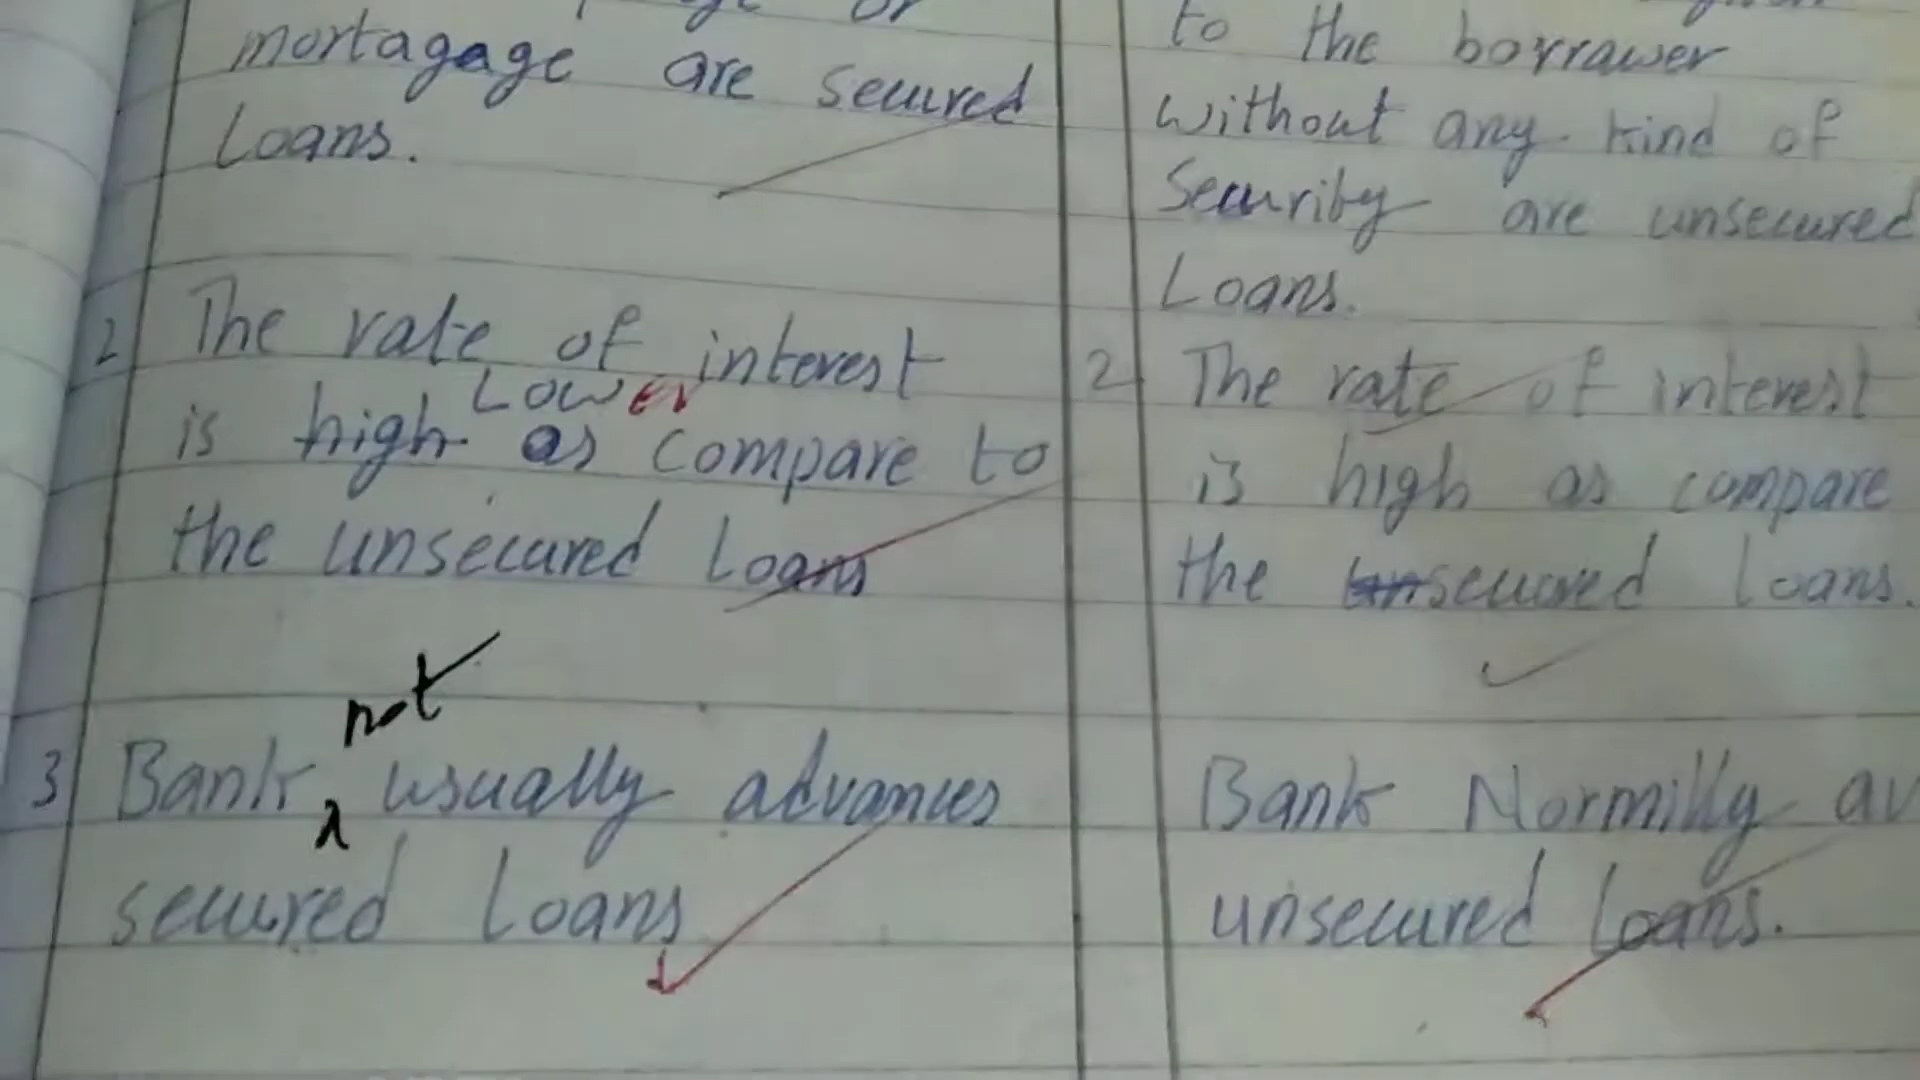 or
mortagage are secured
Loans.
2 The rate of interest
is high Lower as compare to
the unsecured Loans
not
3 Bank usually advances
secured Loans
to the borrawer
without any kind of
Security are unsecured
Loans.
2 The rate of interest
is high as compare
the unsecured loans.
Bank Normilly
unsecured Loans.